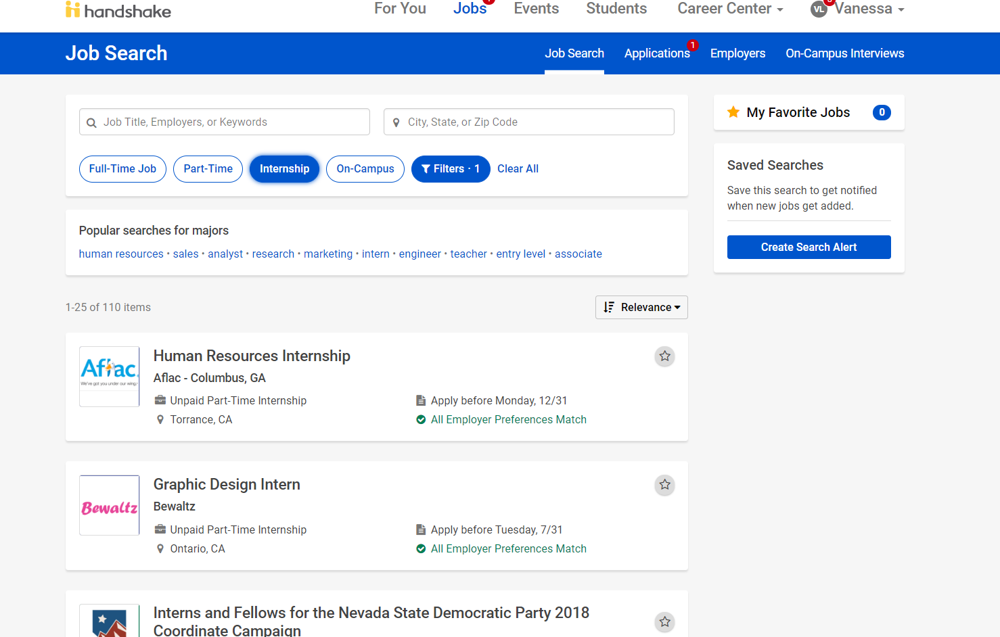 handshake
For You
Jobs
Events
Students
Career Center
VL
Vanessa
Job Search
Job Search
Applications
1
Employers
On-Campus Interviews
Job Title, Employers, or Keywords
City, State, or Zip Code
Full-Time Job
Part-Time
Internship
On-Campus
Filters · 1
Clear All
My Favorite Jobs
0
Saved Searches
Save this search to get notified
when new jobs get added.
Create Search Alert
Popular searches for majors
human resources • sales • analyst • research • marketing • intern • engineer • teacher • entry level • associate
1-25 of 110 items
Relevance
Aflac.
We've got you under our wing.
Human Resources Internship
Aflac - Columbus, GA
Unpaid Part-Time Internship
Apply before Monday, 12/31
Torrance, CA
All Employer Preferences Match
Bewaltz
Graphic Design Intern
Bewaltz
Unpaid Part-Time Internship
Apply before Tuesday, 7/31
Ontario, CA
All Employer Preferences Match
Interns and Fellows for the Nevada State Democratic Party 2018
Coordinate Campaign